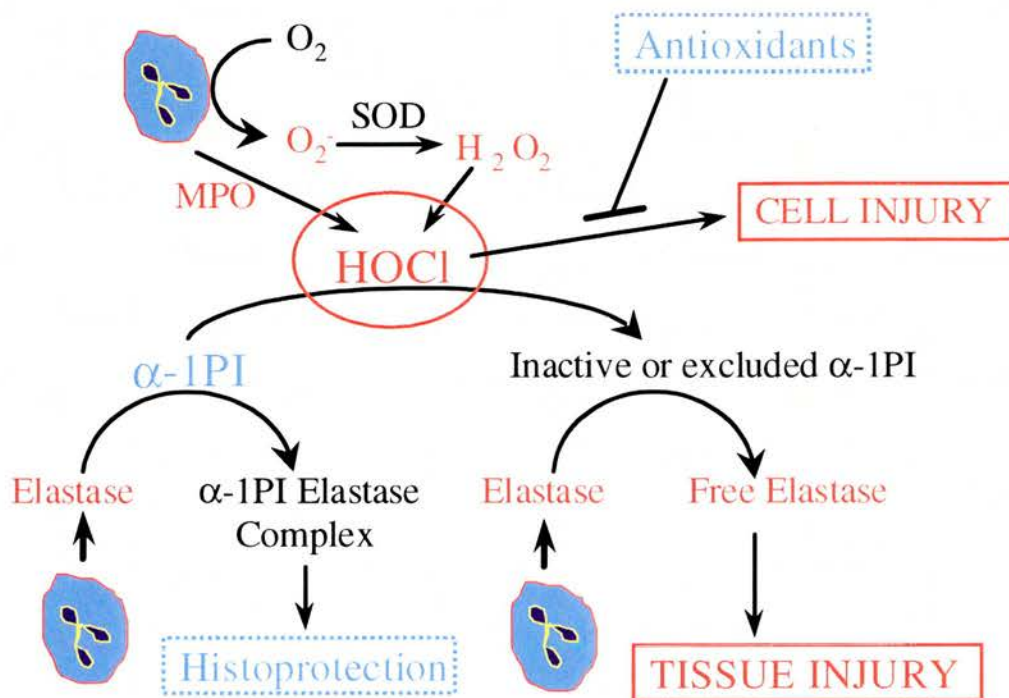 O₂
Antioxidants
SOD
O₂⁻
H₂O₂
MPO
CELL INJURY
HOCl
α-1PI
Inactive or excluded α-1PI
Elastase
α-1PI Elastase
Complex
Elastase
Free Elastase
Histoprotection
TISSUE INJURY